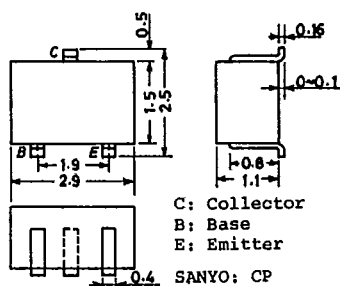 0.5
0.16
C
1.5
2.5
0~0.1
B
E
1.9
2.9
0.8
1.1
C: Collector
B: Base
E: Emitter
0.4
SANYO: CP